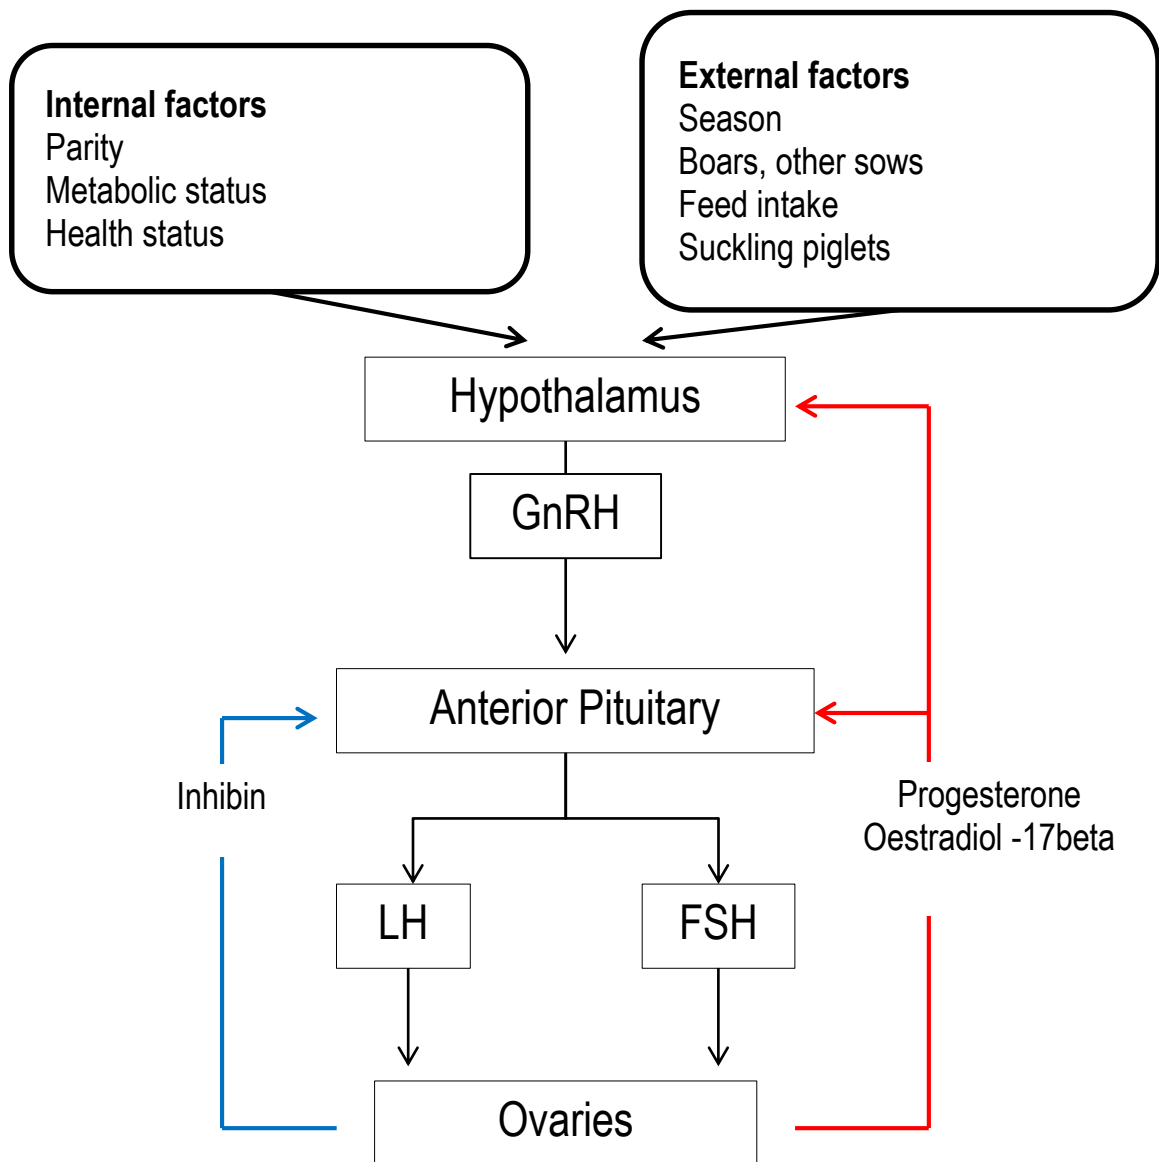 Internal factors
Parity
Metabolic status
Health status
External factors
Season
Boars, other sows
Feed intake
Suckling piglets
Hypothalamus
GnRH
Anterior Pituitary
Inhibin
Progesterone
Oestradiol -17beta
LH
FSH
Ovaries